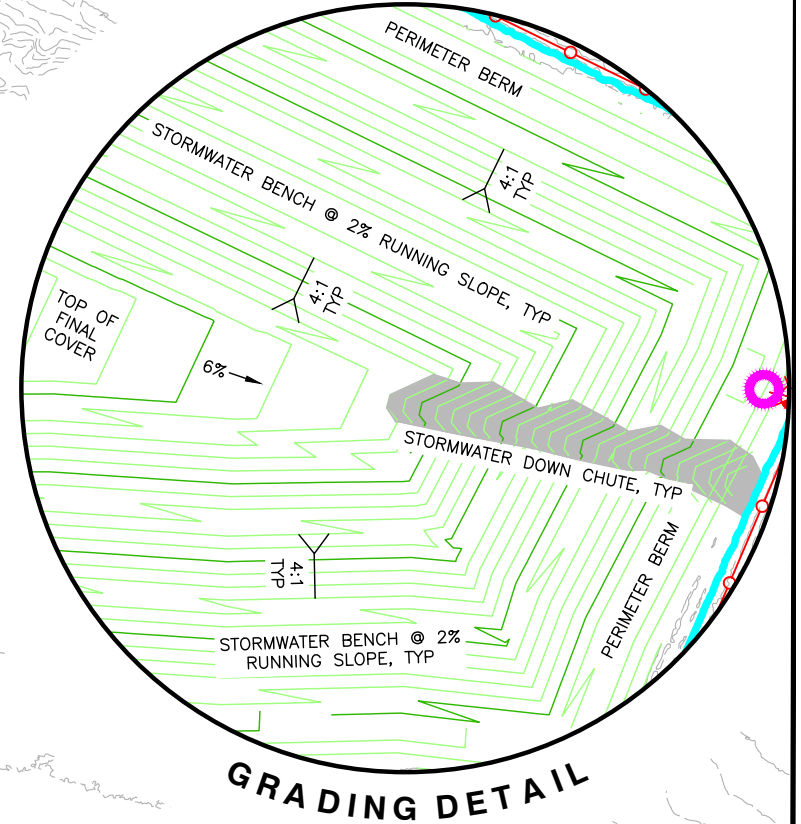 PERIMETER BERM
STORMWATER BENCH @ 2% RUNNING SLOPE, TYP
4:1
TYP
4:1
TYP
TOP OF
FINAL
COVER
6%
STORMWATER DOWN CHUTE, TYP
PERIMETER BERM
4:1
TYP
STORMWATER BENCH @ 2%
RUNNING SLOPE, TYP
GRADING DETAIL